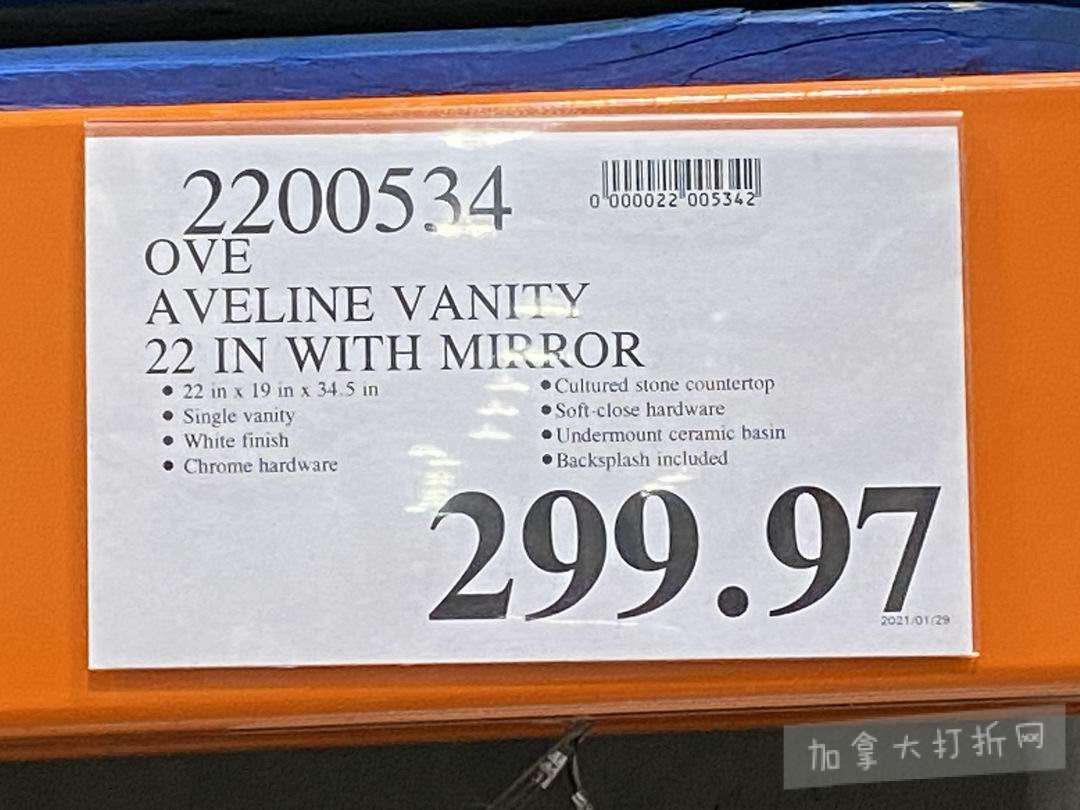 2200534
0 000022 005342
OVE
AVELINE VANITY
22 IN WITH MIRROR
• 22 in x 19 in x 34.5 in
• Single vanity
• White finish
• Chrome hardware
• Cultured stone countertop
• Soft-close hardware
• Undermount ceramic basin
• Backsplash included
299.97
2021/01/29
加拿大打折网